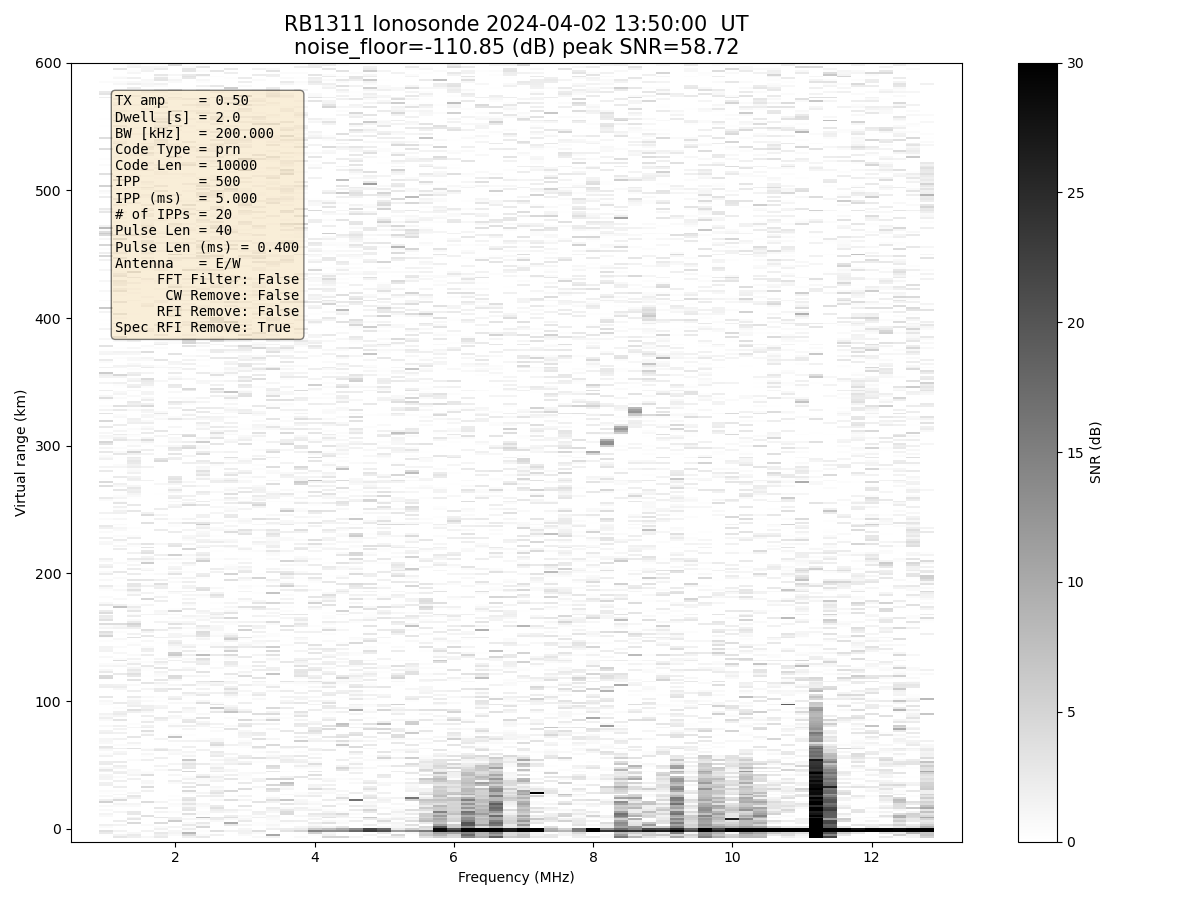 RB1311 Ionosonde 2024-04-02 13:50:00  UT
noise_floor=-110.85 (dB) peak SNR=58.72
TX amp    = 0.50
Dwell [s] = 2.0
BW [kHz]  = 200.000
Code Type = prn
Code Len  = 10000
IPP       = 500
IPP (ms)  = 5.000
# of IPPs = 20
Pulse Len = 40
Pulse Len (ms) = 0.400
Antenna   = E/W
FFT Filter: False
CW Remove: False
RFI Remove: False
Spec RFI Remove: True
600
500
400
300
200
100
0
Virtual range (km)
2 4 6 8 10 12
Frequency (MHz)
30
25
20
15
10
5
0
SNR (dB)